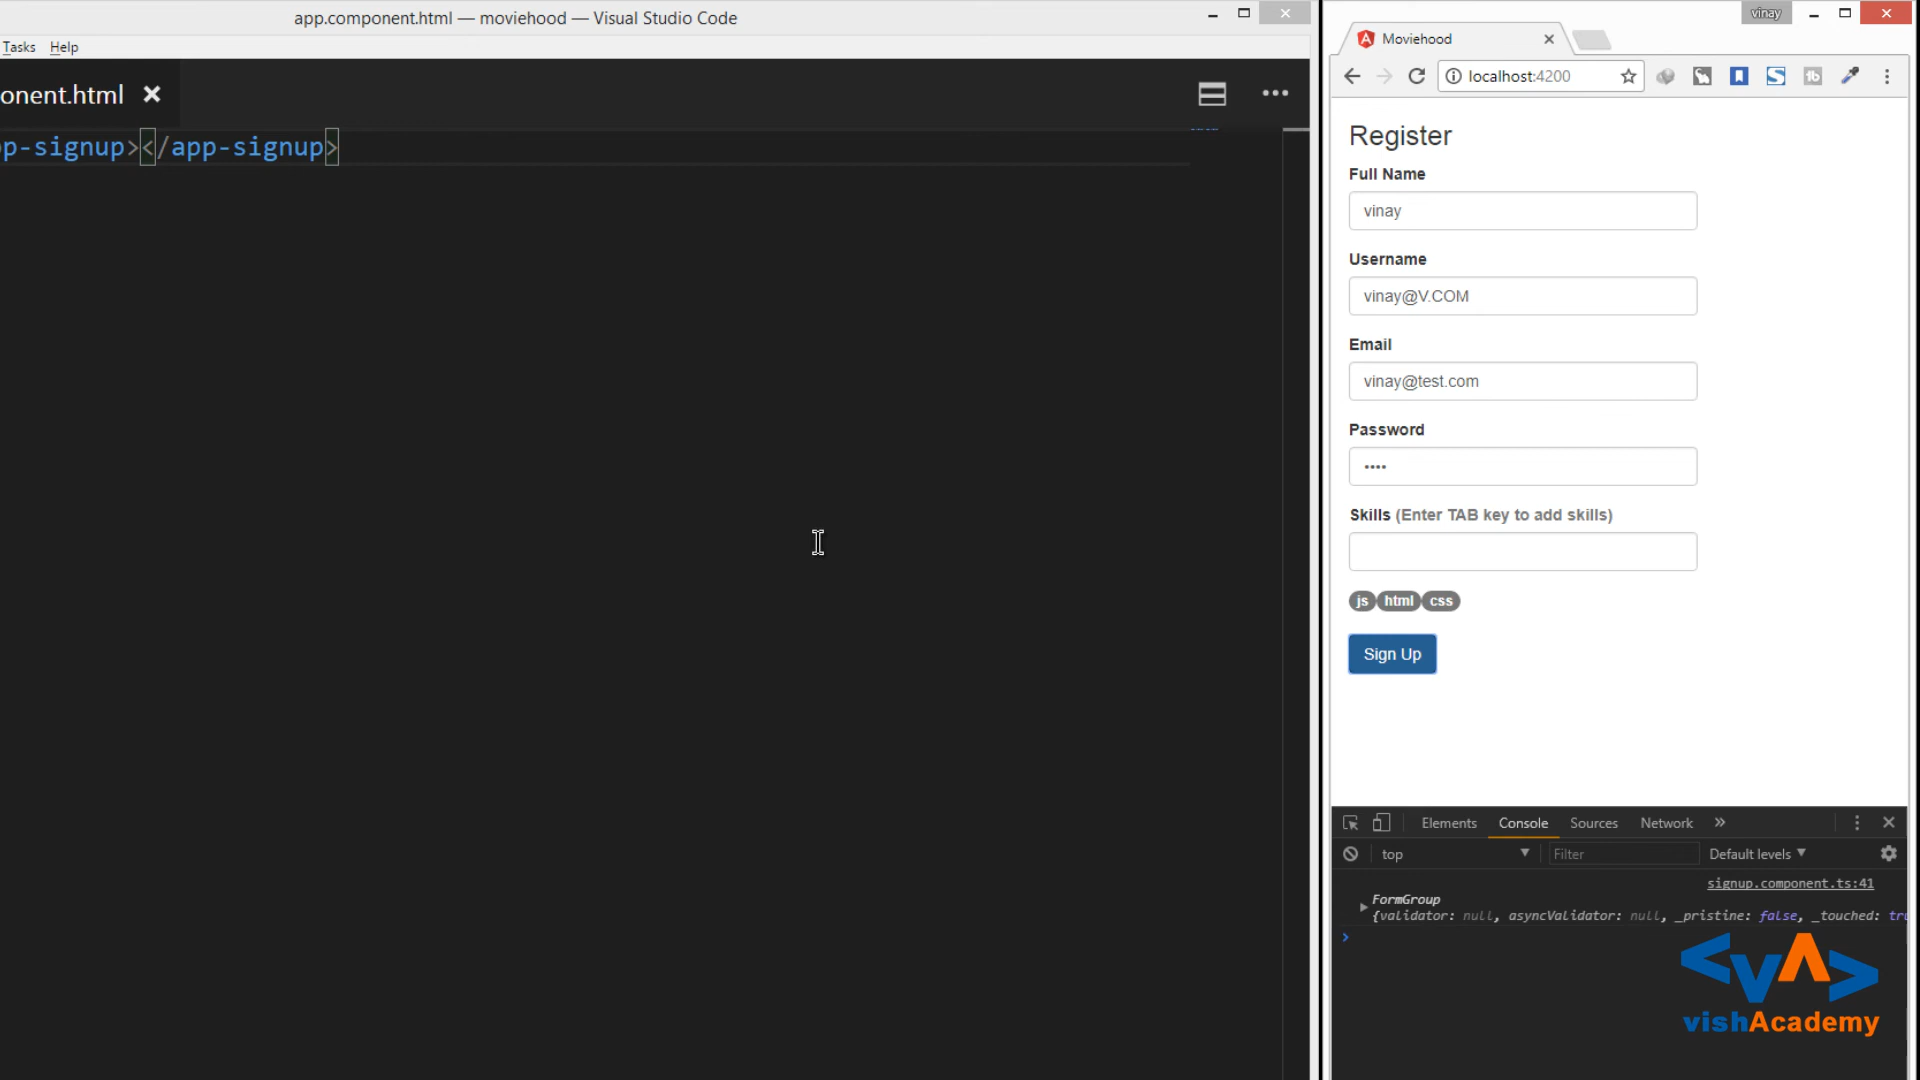 app.component.html — moviehood — Visual Studio Code
Tasks Help
onent.html
p-signup></app-signup>
vinay
Moviehood
localhost:4200
Register
Full Name
vinay
Username
vinay@V.COM
Email
vinay@test.com
Password
Skills (Enter TAB key to add skills)
js html css
Sign Up
Elements Console Sources Network »
top Filter Default levels
signup.component.ts:41
FormGroup
{validator: null, asyncValidator: null, _pristine: false, _touched: tru
<VA>
vishAcademy